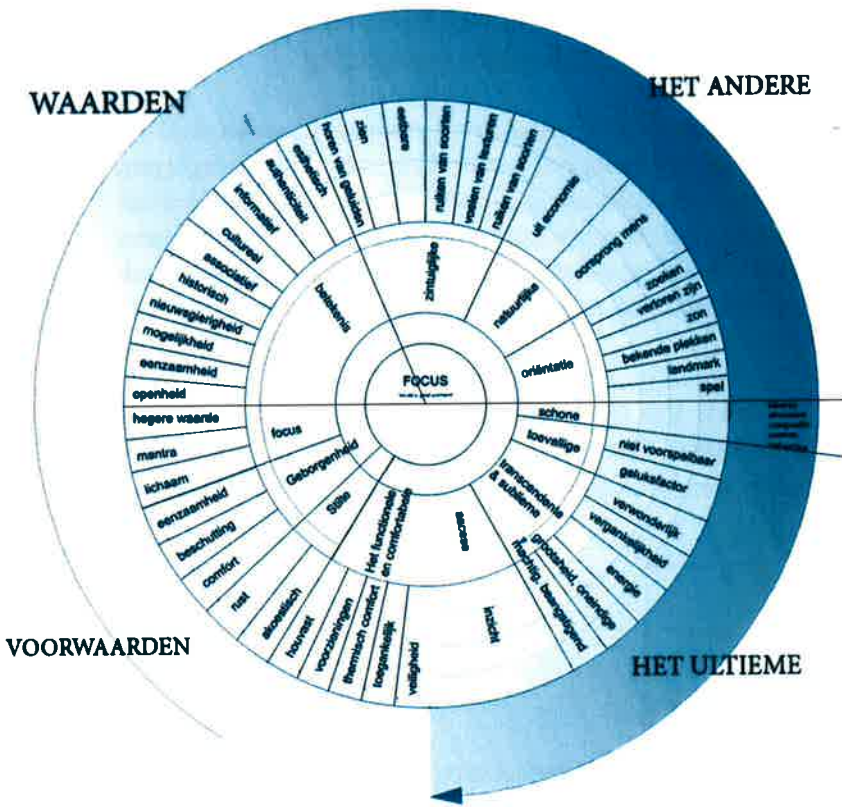 WAARDEN
HET ANDERE
VOORWAARDEN
HET ULTIEME
FOCUS
betekenis
zintuiglijke
natuurlijke
oriëntatie
schone
toevallige
transcendente
& sublieme
access
Het functionele
en comfortabele
Stilte
Geborgenheid
focus
hogere waarde
openheid
eenzaamheid
mogelijkheid
nieuwsgierigheid
historisch
associatief
cultureel
informatief
authenticiteit
esthetisch
horen van geluiden
zien
ruiken van soorten
voelen van texturen
ruiken van soorten
uit economie
oorsprong mens
zoeken
verloren zijn
zon
bekende plekken
landmark
spel
niet voorspelbaar
geluksfactor
verwonderlijk
vergankelijkheid
energie
grootsheid, oneindige
machtig, beangstigend
inzicht
veiligheid
toegankelijk
thermisch comfort
voorzieningen
houvast
akoestisch
rust
comfort
beschutting
eenzaamheid
lichaam
mantra